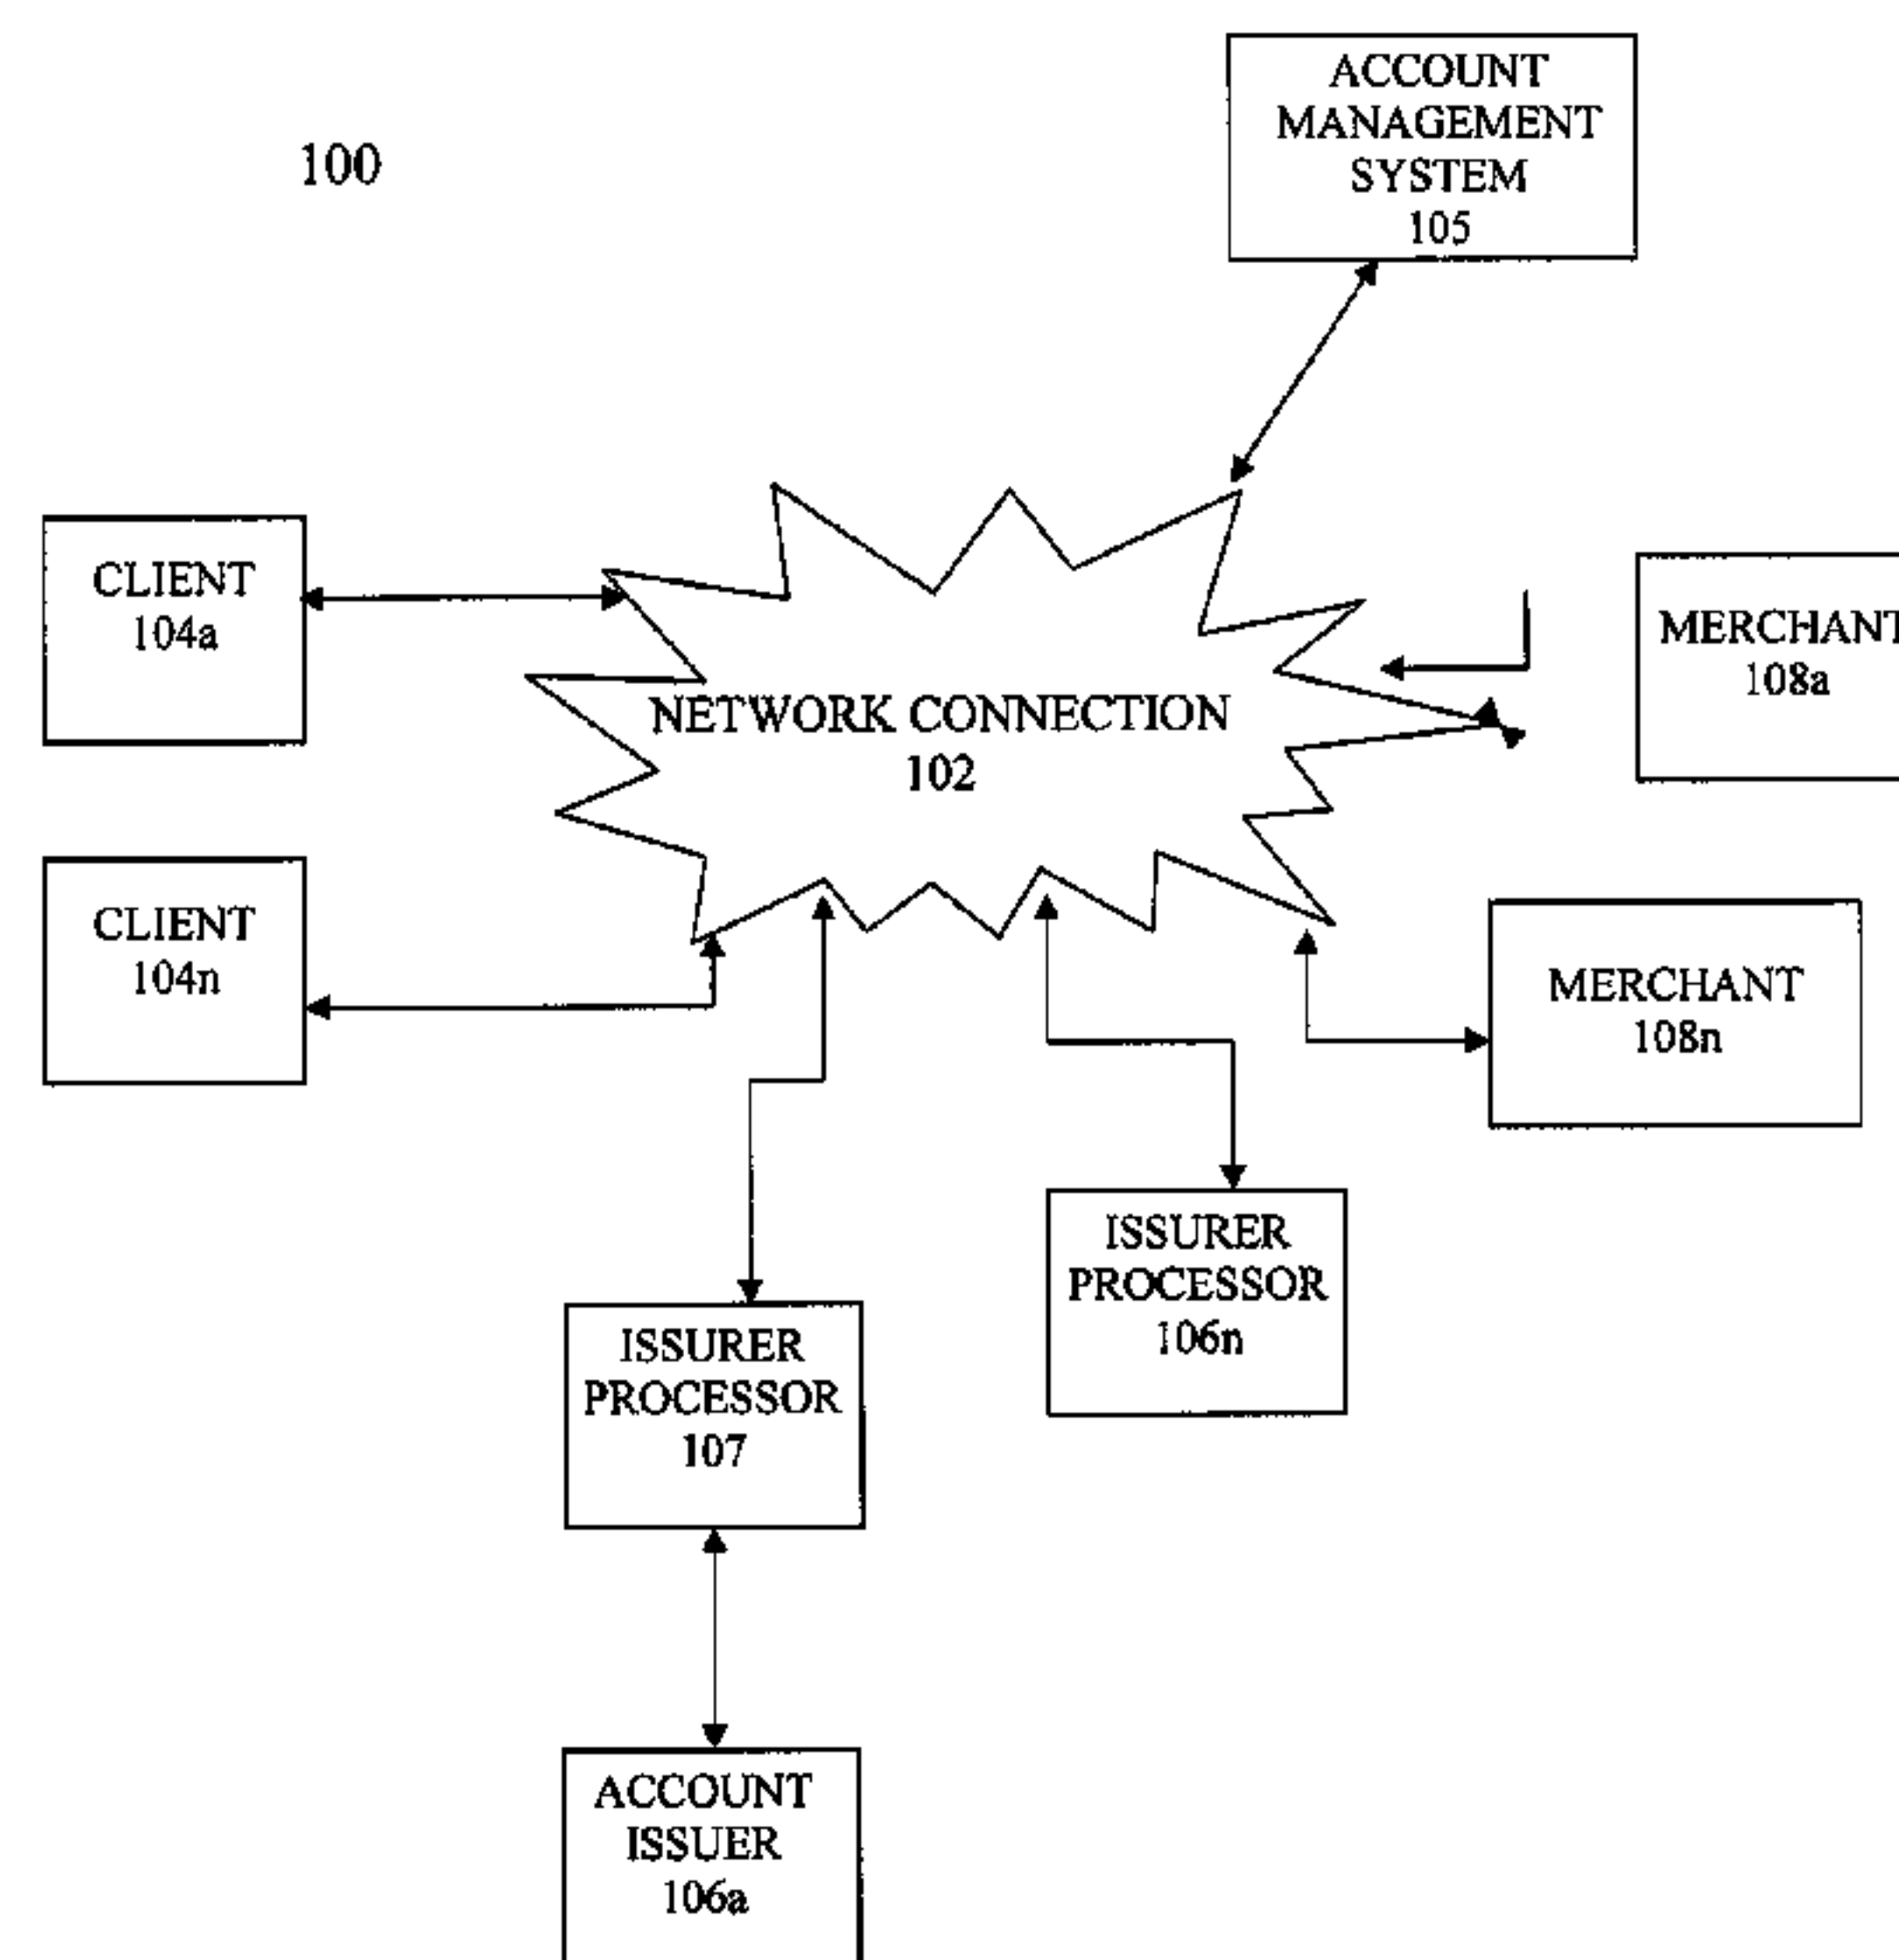 100
ACCOUNT
MANAGEMENT
SYSTEM
105
CLIENT
104a
NETWORK CONNECTION
102
MERCHANT
108a
CLIENT
104n
MERCHANT
108n
ISSURER
PROCESSOR
106n
ISSURER
PROCESSOR
107
ACCOUNT
ISSUER
106a